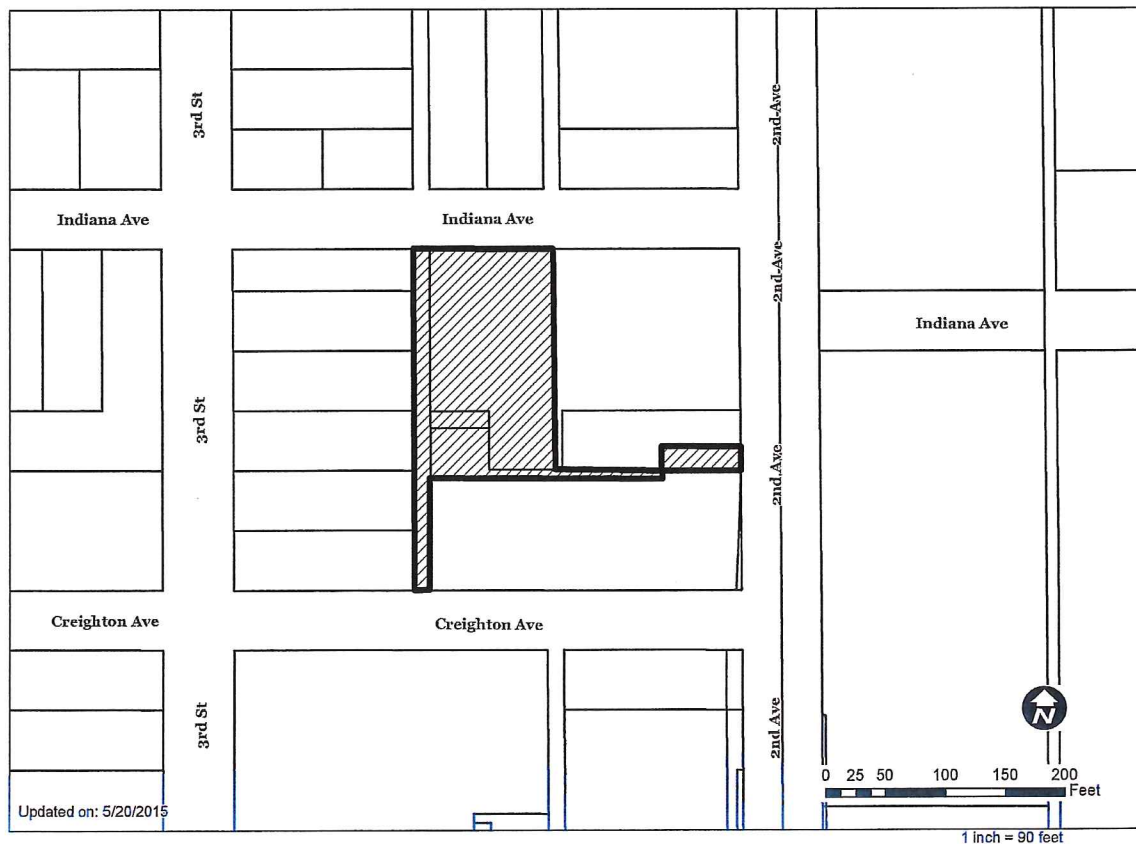 3rd St
2nd Ave
Indiana Ave
Indiana Ave
2nd Ave
Indiana Ave
3rd St
2nd Ave
Creighton Ave
Creighton Ave
3rd St
2nd Ave
N
0 25 50 100 150 200
Feet
Updated on: 5/20/2015
1 inch = 90 feet